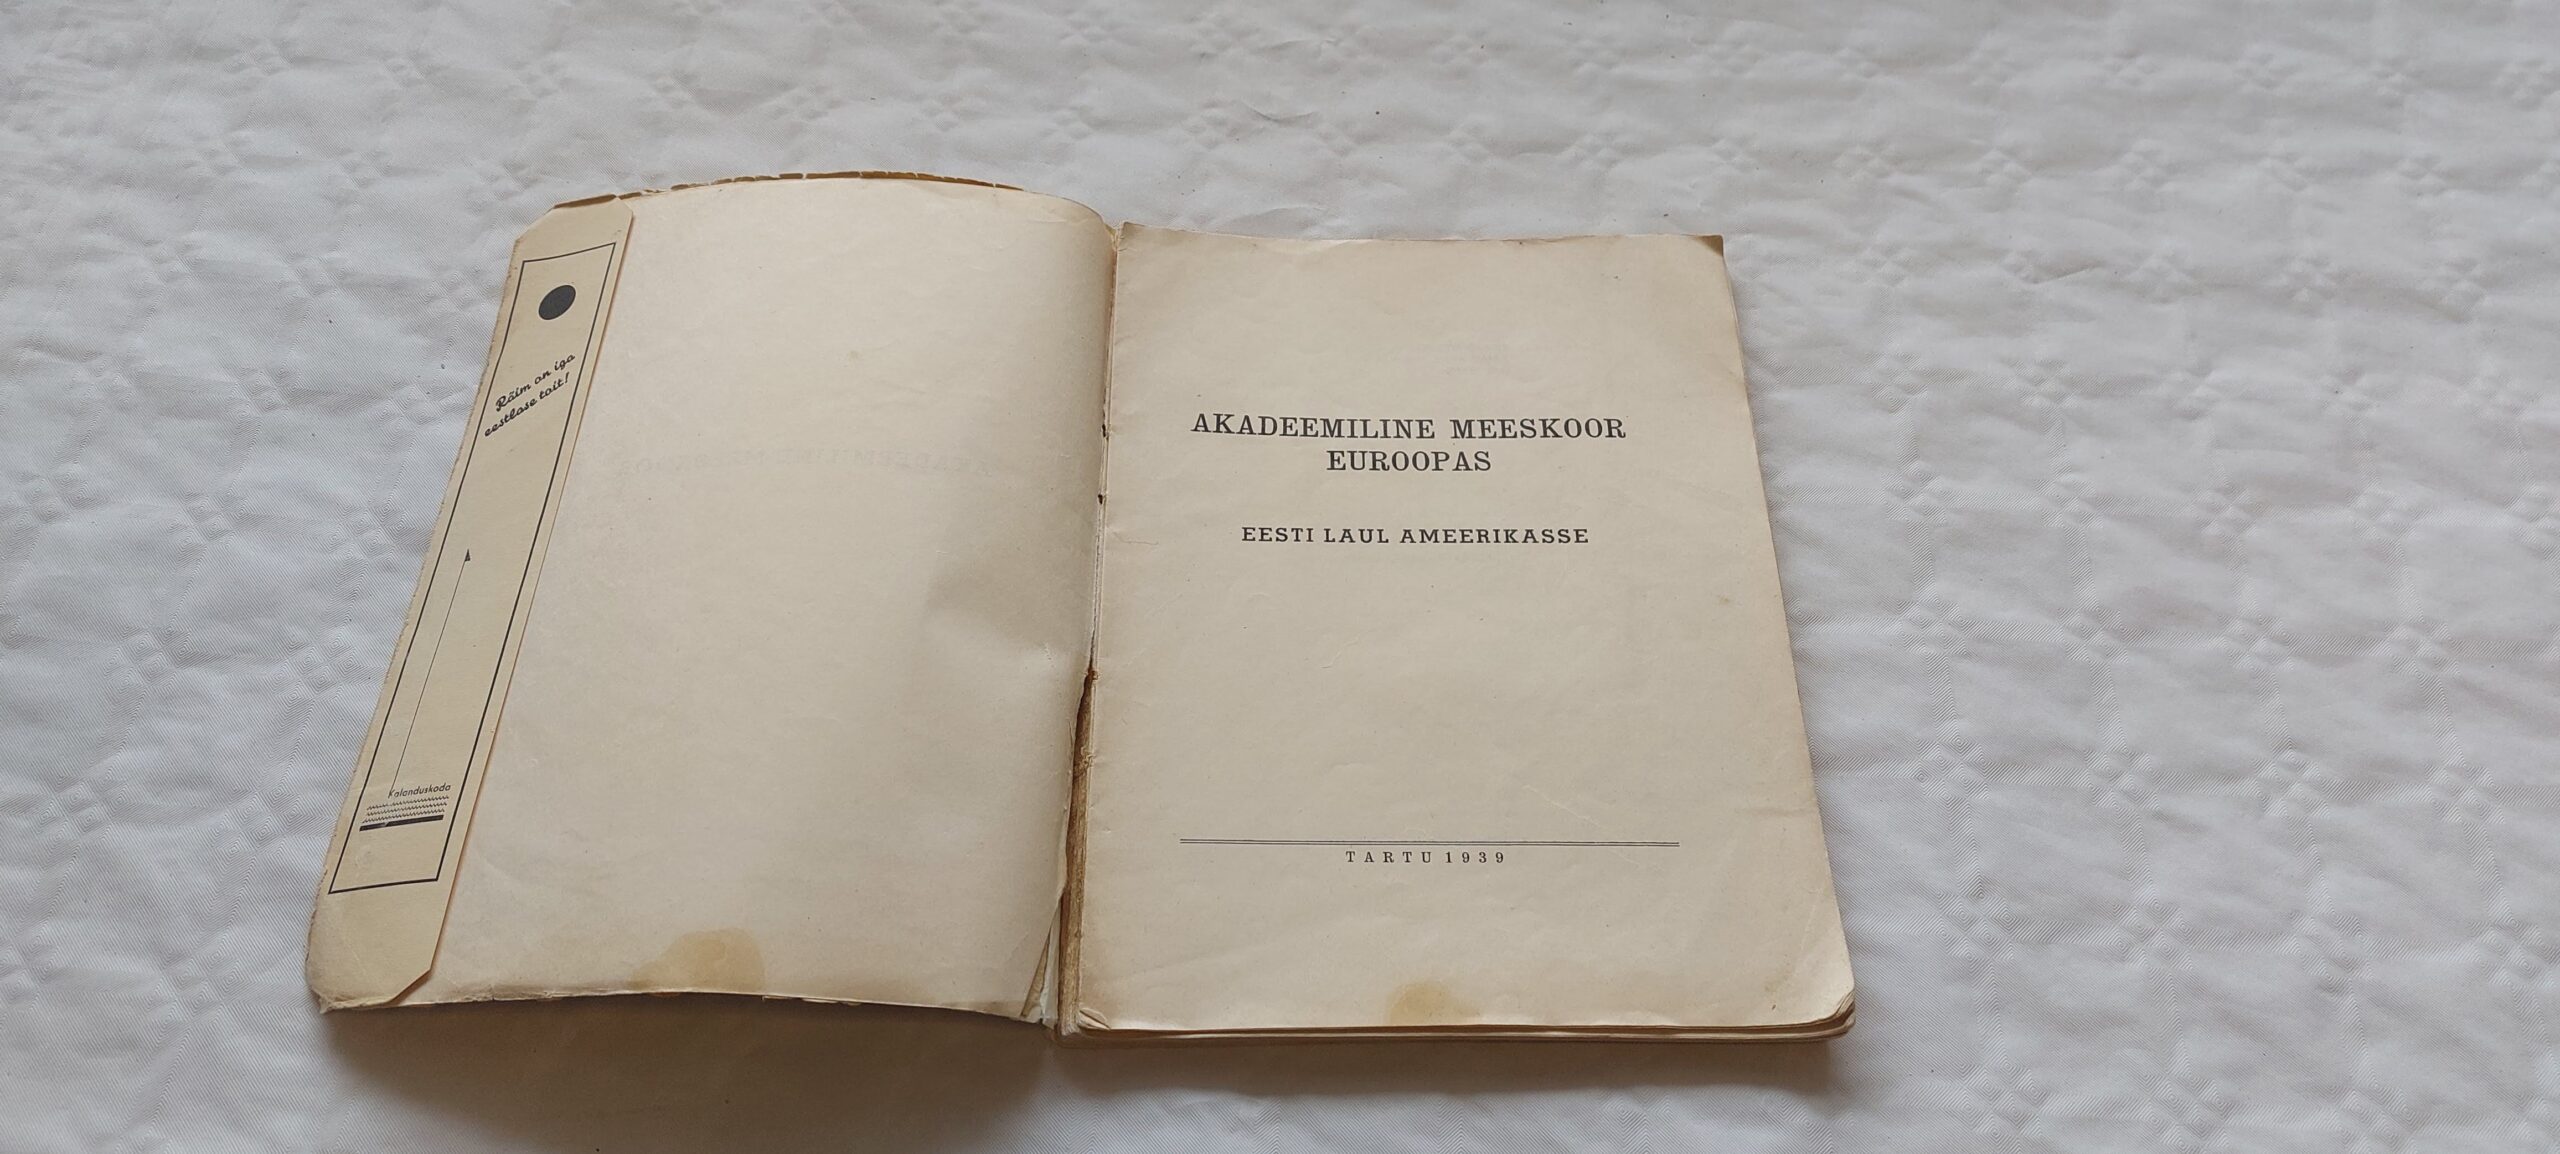 Räim on iga
eestlase toit!
Kalanduskoda
AKADEEMILINE MEESKOOR
EUROOPAS
EESTI LAUL AMEERIKASSE
TARTU 1939